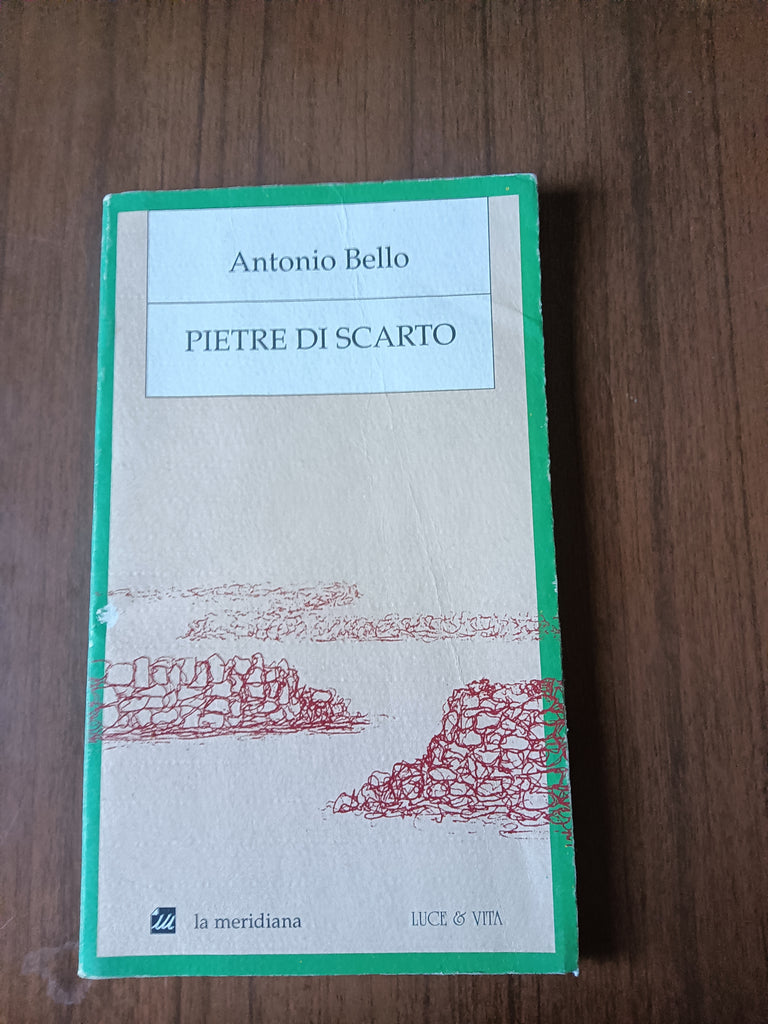 Antonio Bello
PIETRE DI SCARTO
la meridiana
LUCE & VITA